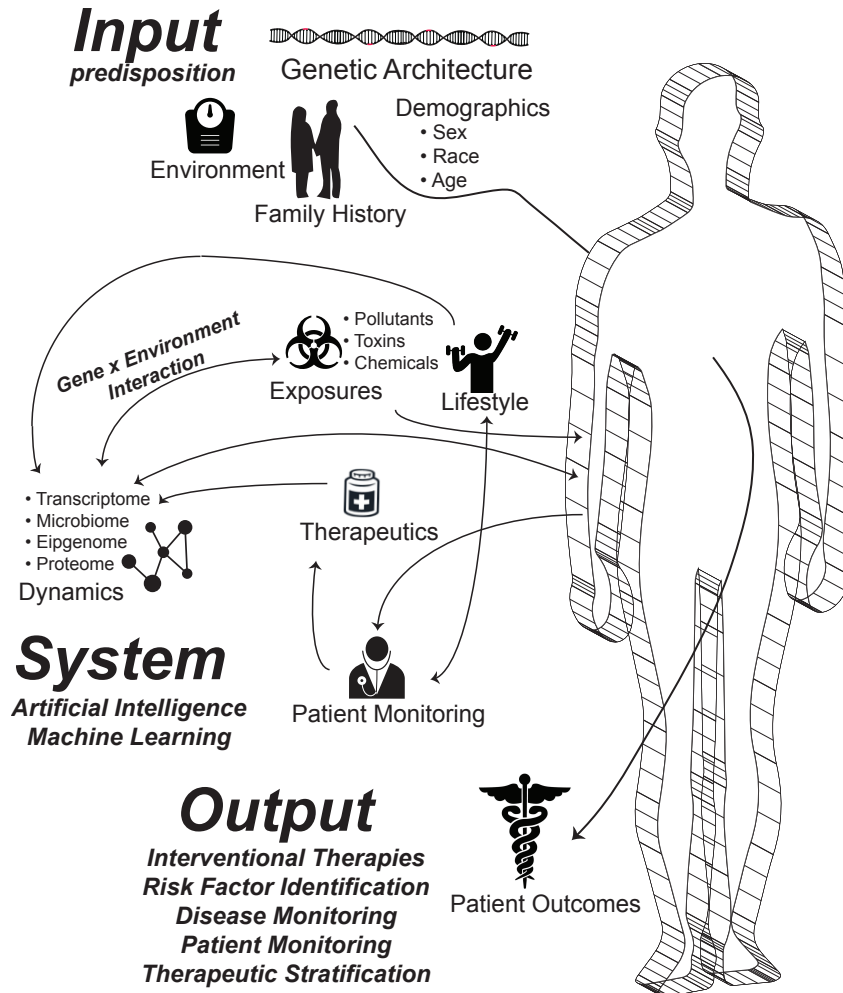 Input
predisposition
Genetic Architecture
Environment
Family History
Demographics
• Sex
• Race
• Age
Gene x Environment
Interaction
• Pollutants
• Toxins
• Chemicals
Exposures
Lifestyle
• Transcriptome
• Microbiome
• Eipgenome
• Proteome
Dynamics
Therapeutics
System
Artificial Intelligence
Machine Learning
Patient Monitoring
Output
Interventional Therapies
Risk Factor Identification
Disease Monitoring
Patient Monitoring
Therapeutic Stratification
Patient Outcomes